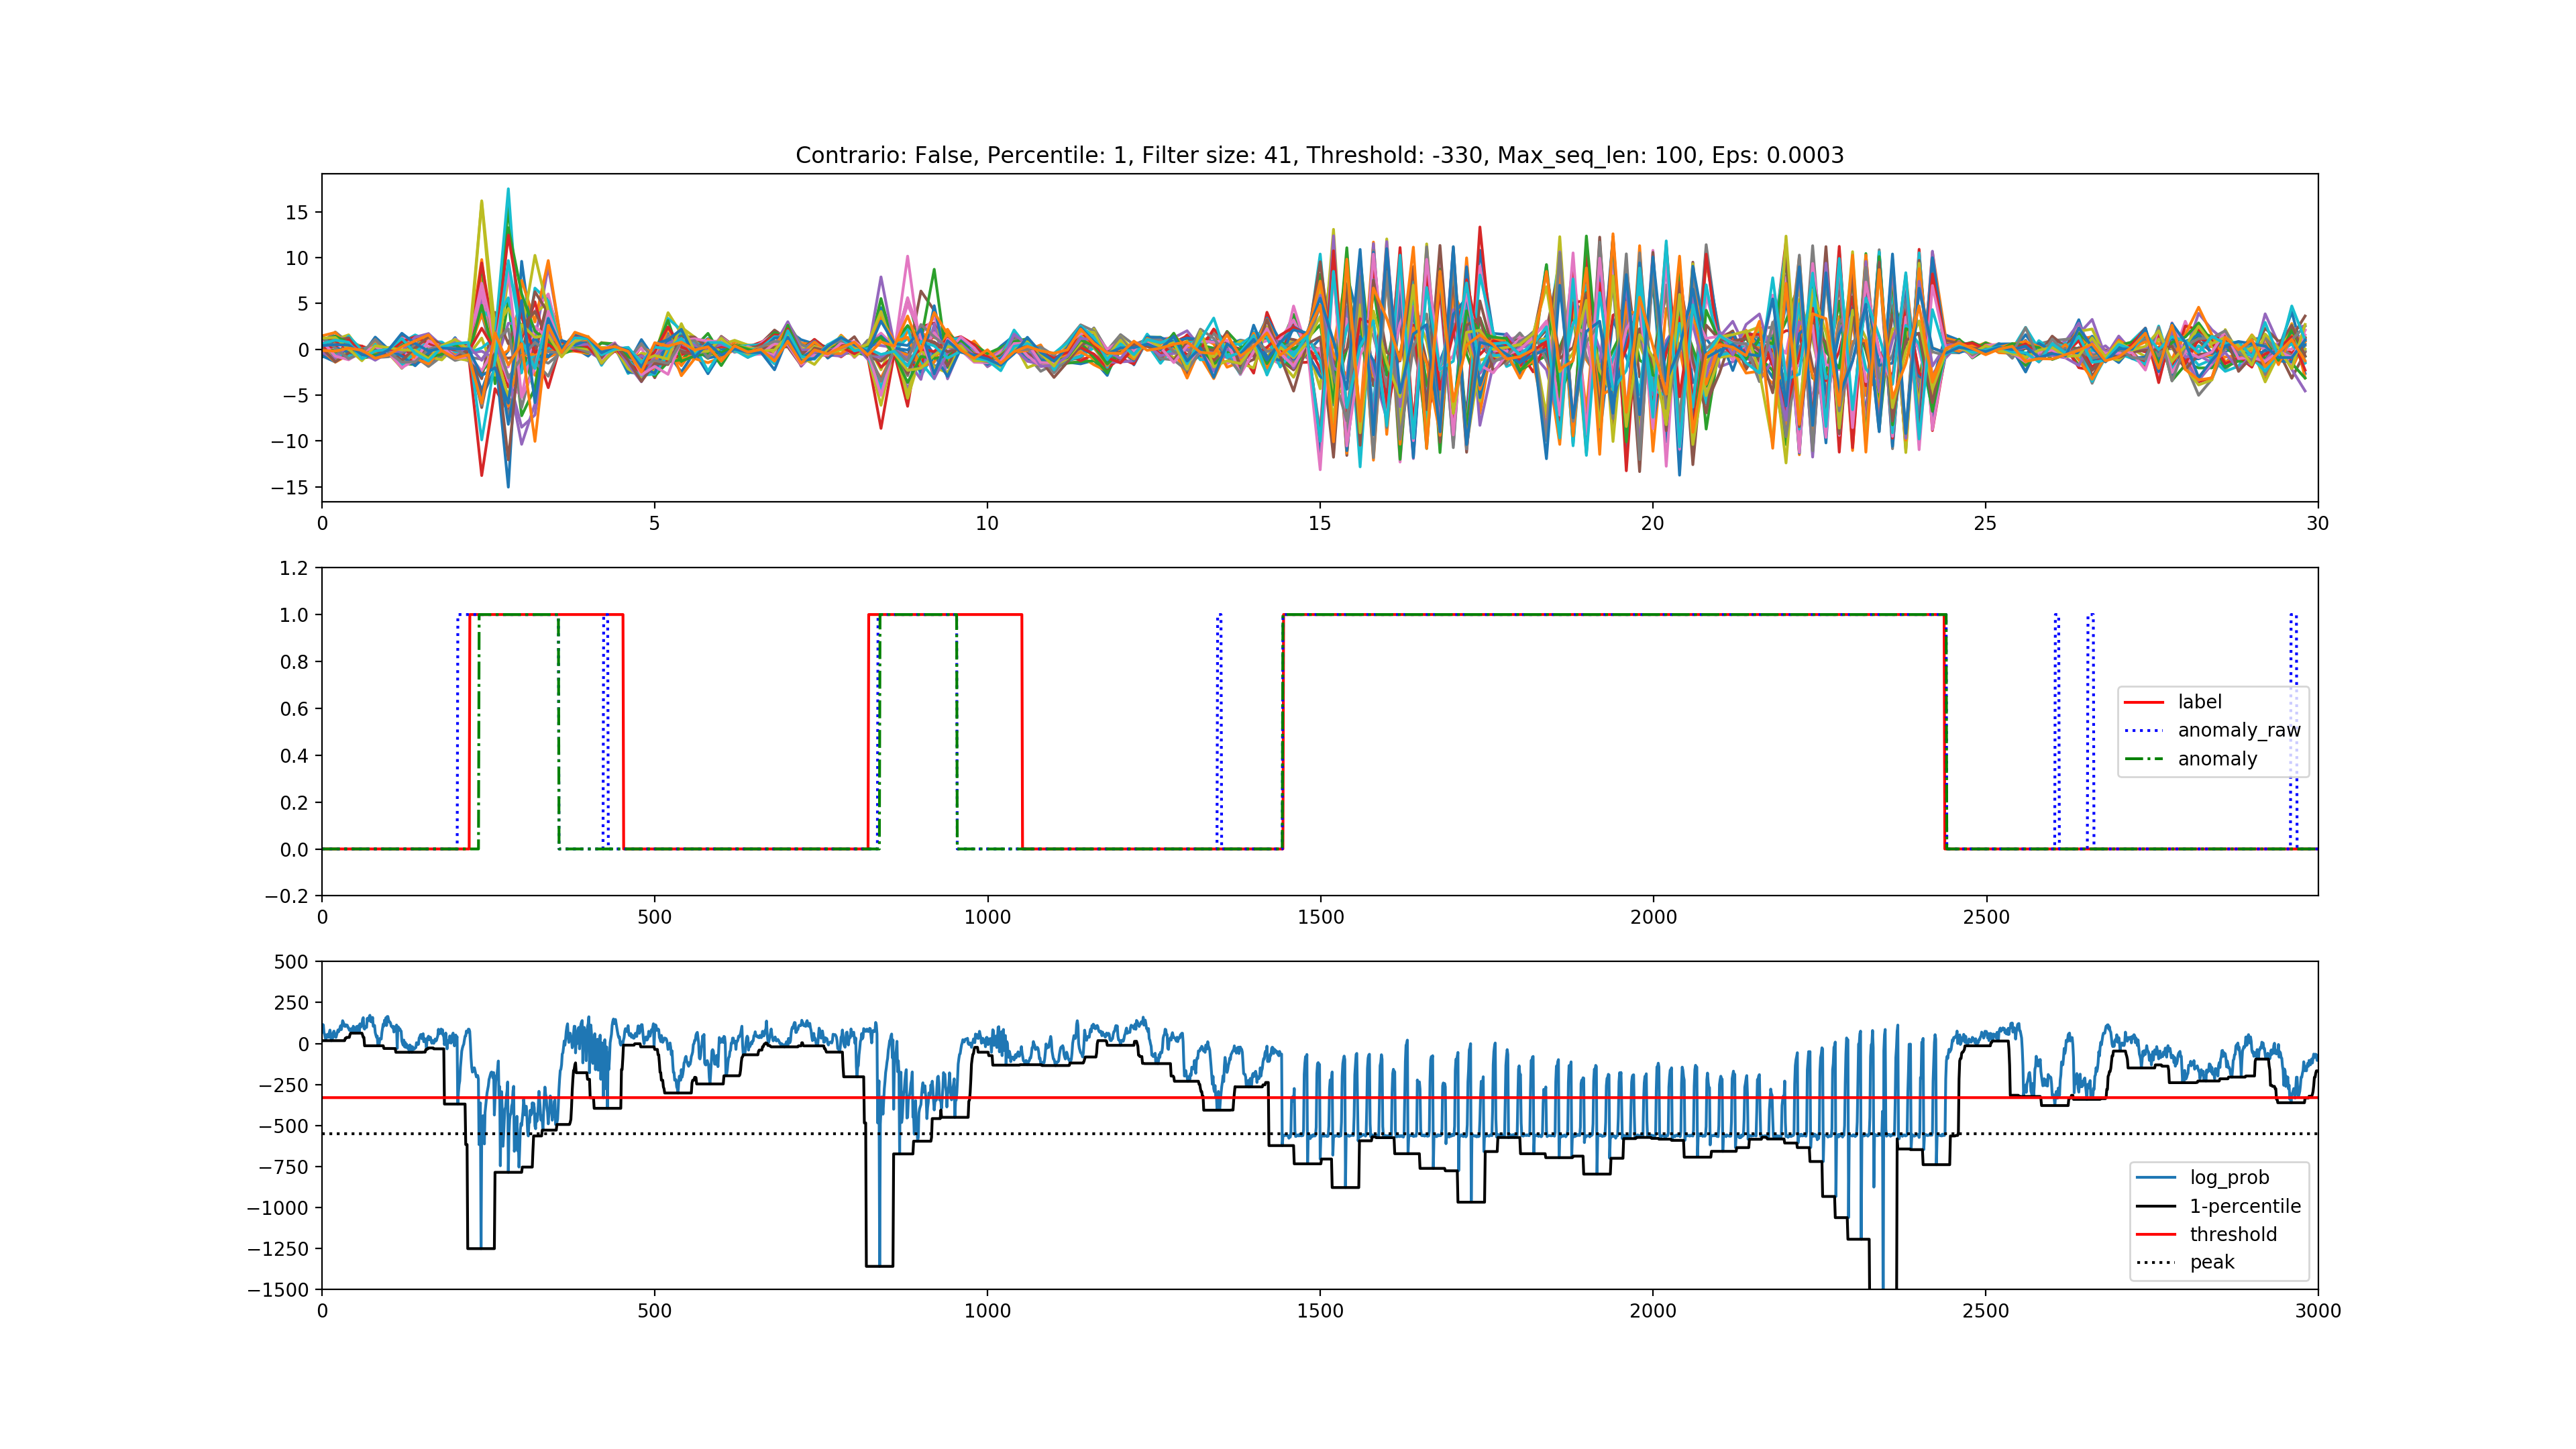 Contrario: False, Percentile: 1, Filter size: 41, Threshold: -330, Max_seq_len: 100, Eps: 0.0003
15
10
5
0
−5
−10
−15
0 5 10 15 20 25 30
1.2
1.0
0.8
0.6
0.4
0.2
0.0
−0.2
label
anomaly_raw
anomaly
0 500 1000 1500 2000 2500
500
250
0
−250
−500
−750
−1000
−1250
−1500
log_prob
1-percentile
threshold
peak
0 500 1000 1500 2000 2500 3000